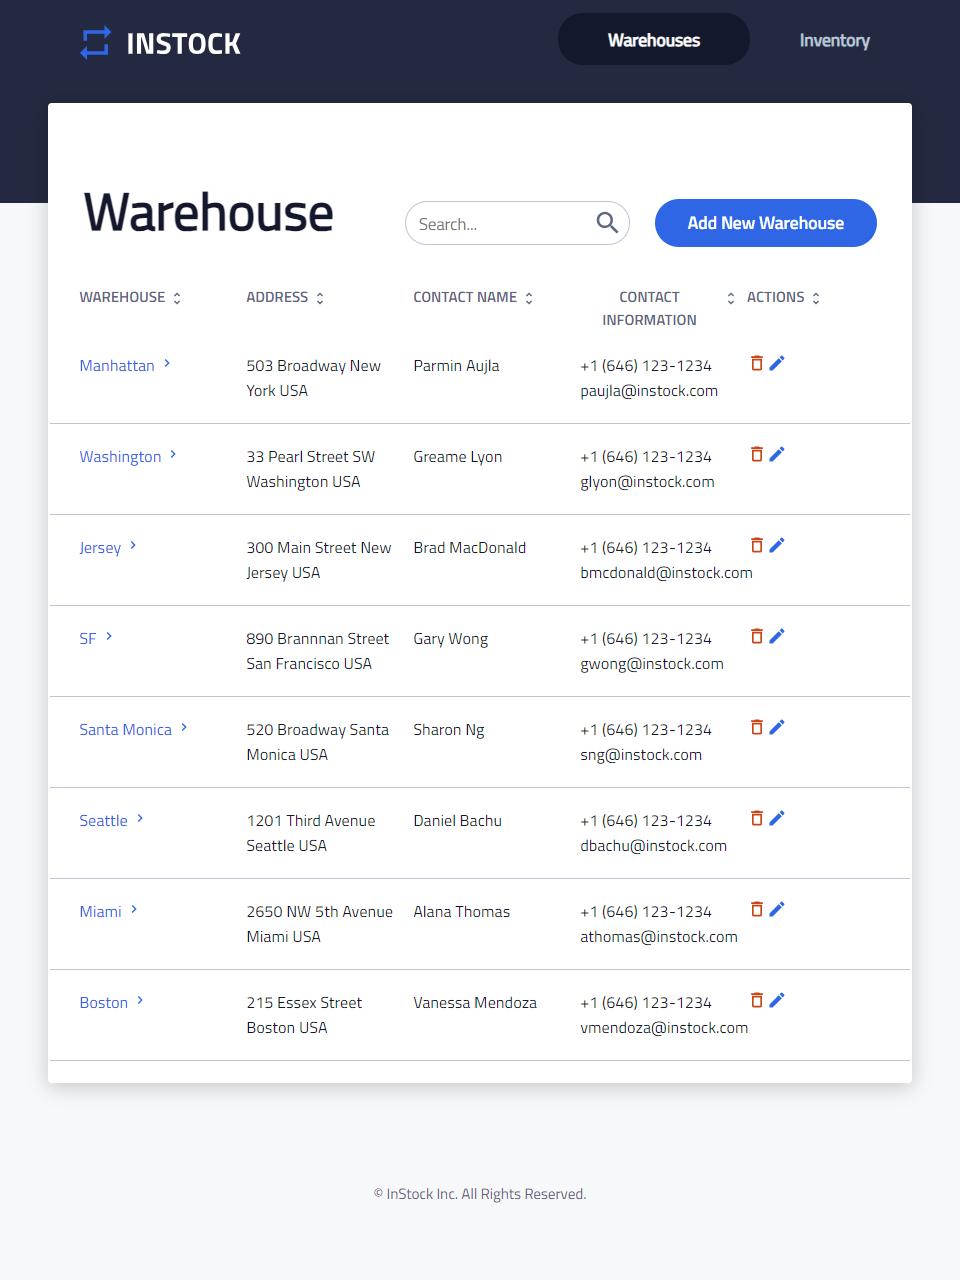 INSTOCK
Warehouses
Inventory
Warehouse
Search...
Add New Warehouse
WAREHOUSE
ADDRESS
CONTACT NAME
CONTACT
INFORMATION
ACTIONS
Manhattan
503 Broadway New
York USA
Parmin Aujla
+1 (646) 123-1234
paujla@instock.com
Washington
33 Pearl Street SW
Washington USA
Greame Lyon
+1 (646) 123-1234
glyon@instock.com
Jersey
300 Main Street New
Jersey USA
Brad MacDonald
+1 (646) 123-1234
bmcdonald@instock.com
SF
890 Brannnan Street
San Francisco USA
Gary Wong
+1 (646) 123-1234
gwong@instock.com
Santa Monica
520 Broadway Santa
Monica USA
Sharon Ng
+1 (646) 123-1234
sng@instock.com
Seattle
1201 Third Avenue
Seattle USA
Daniel Bachu
+1 (646) 123-1234
dbachu@instock.com
Miami
2650 NW 5th Avenue
Miami USA
Alana Thomas
+1 (646) 123-1234
athomas@instock.com
Boston
215 Essex Street
Boston USA
Vanessa Mendoza
+1 (646) 123-1234
vmendoza@instock.com
© InStock Inc. All Rights Reserved.